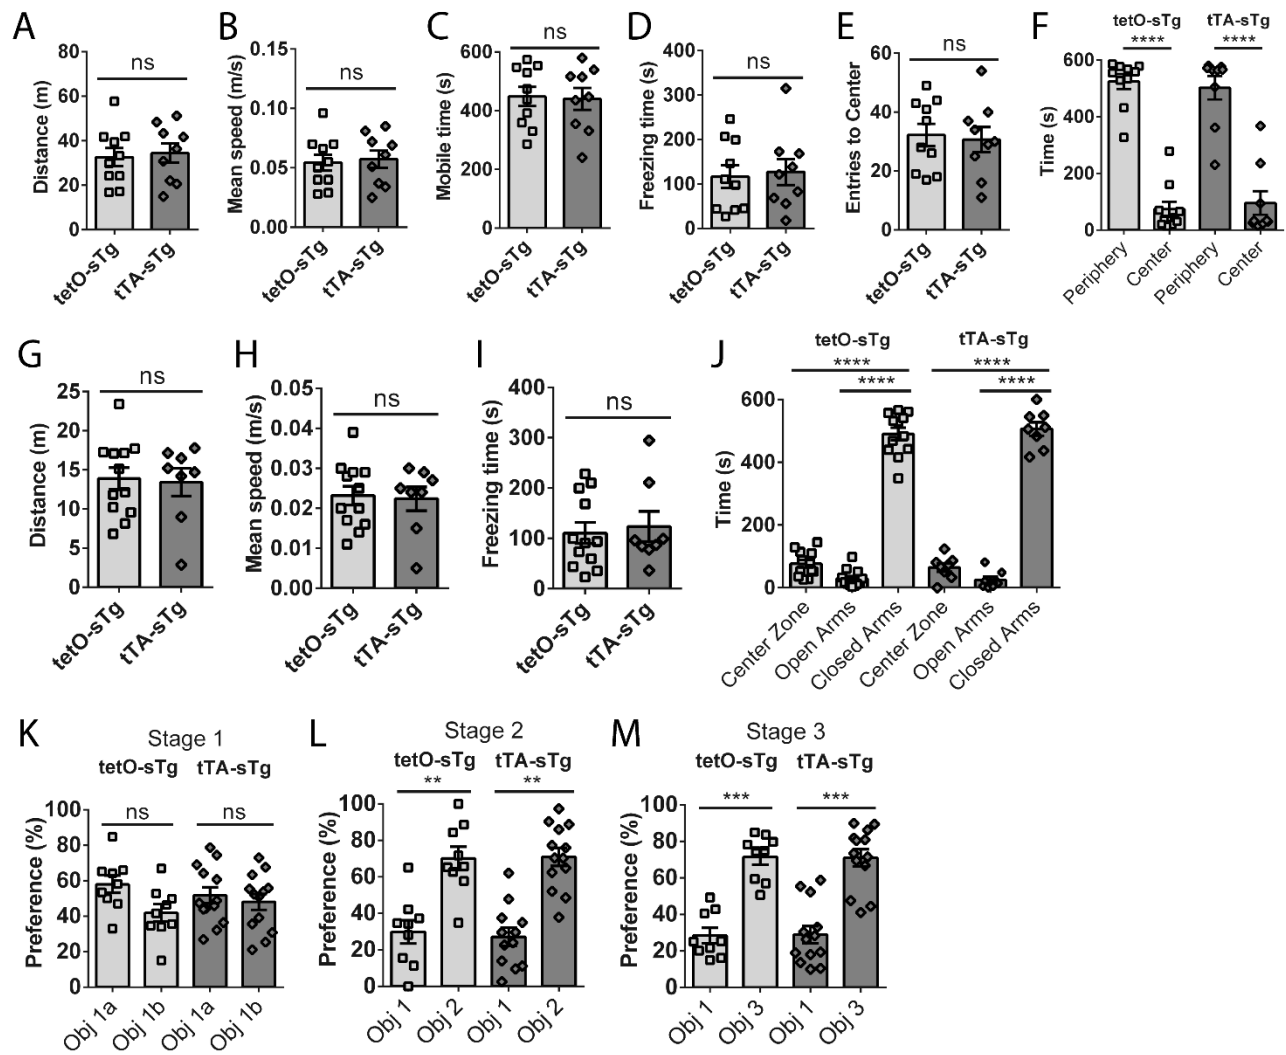 A
Distance (m)
80
60
40
20
0
ns
tetO-sTg
tTA-sTg
B
Mean speed (m/s)
0.15
0.10
0.05
0.00
ns
tetO-sTg
tTA-sTg
C
Mobile time (s)
600
400
200
0
ns
tetO-sTg
tTA-sTg
D
Freezing time (s)
400
300
200
100
0
ns
tetO-sTg
tTA-sTg
E
Entries to Center
60
40
20
0
ns
tetO-sTg
tTA-sTg
F
tetO-sTg tTA-sTg
**** ****
Time (s)
600
400
200
0
Periphery
Center
Periphery
Center
G
Distance (m)
25
20
15
10
5
0
ns
tetO-sTg
tTA-sTg
H
Mean speed (m/s)
0.05
0.04
0.03
0.02
0.01
0.00
ns
tetO-sTg
tTA-sTg
I
Freezing time (s)
400
300
200
100
0
ns
tetO-sTg
tTA-sTg
J
tetO-sTg tTA-sTg
**** ****
**** ****
Time (s)
600
400
200
0
Center Zone
Open Arms
Closed Arms
Center Zone
Open Arms
Closed Arms
K
Stage 1
tetO-sTg tTA-sTg
ns ns
Preference (%)
100
80
60
40
20
0
Obj 1a
Obj 1b
Obj 1a
Obj 1b
L
Stage 2
tetO-sTg tTA-sTg
** **
Preference (%)
100
80
60
40
20
0
Obj 1
Obj 2
Obj 1
Obj 2
M
Stage 3
tetO-sTg tTA-sTg
*** ***
Preference (%)
100
80
60
40
20
0
Obj 1
Obj 3
Obj 1
Obj 3